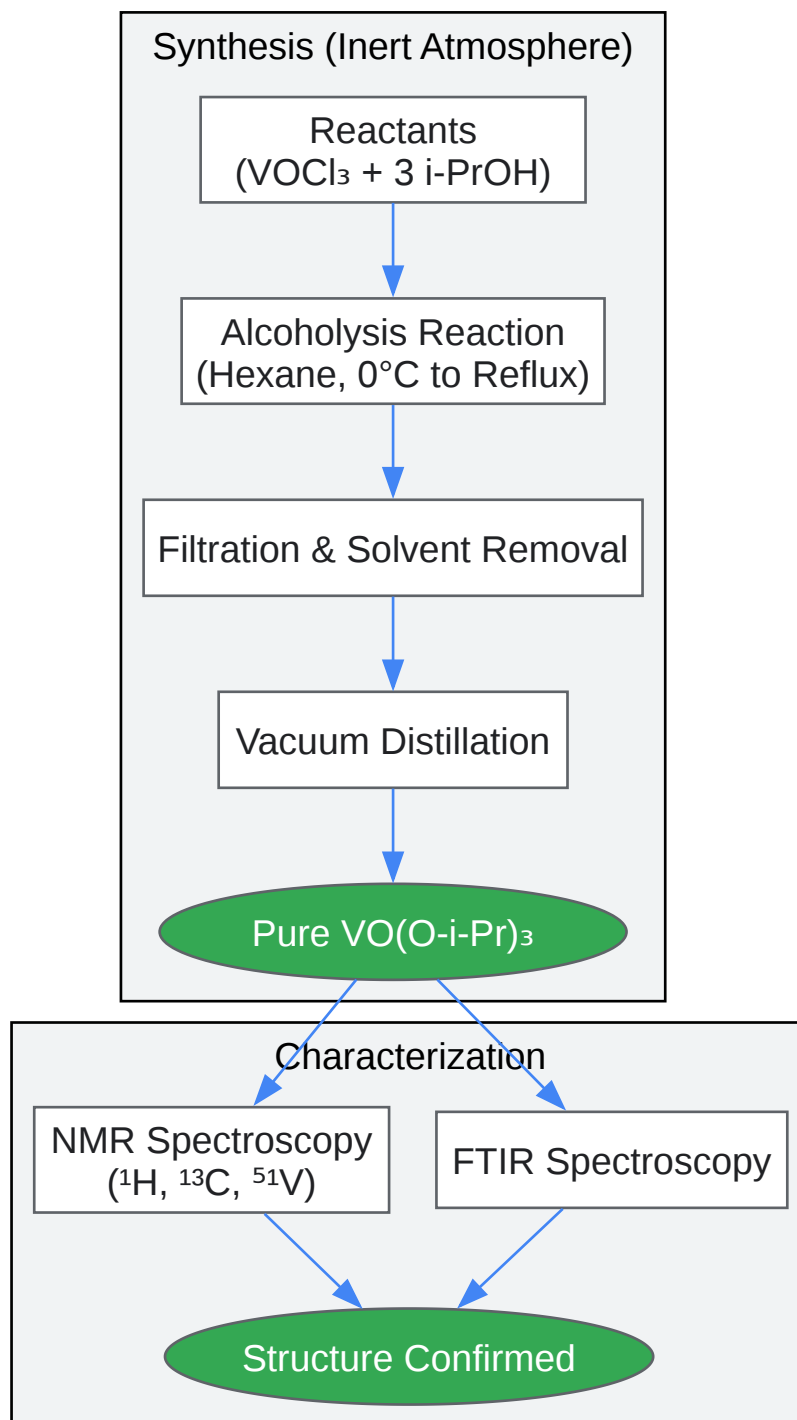 Synthesis (Inert Atmosphere)
Reactants
(VOCl₃ + 3 i-PrOH)
Alcoholysis Reaction
(Hexane, 0°C to Reflux)
Filtration & Solvent Removal
Vacuum Distillation
Pure VO(O-i-Pr)₃
Characterization
NMR Spectroscopy
(¹H, ¹³C, ⁵¹V)
FTIR Spectroscopy
Structure Confirmed